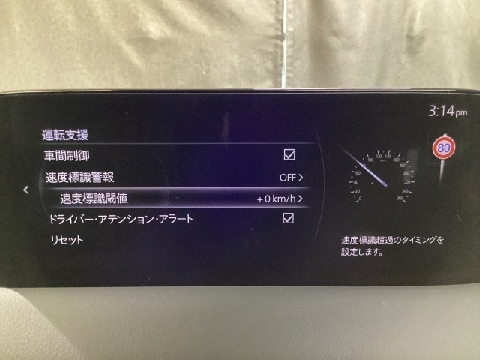 3:14 pm
運転支援
車間制御
速度標識警報 OFF >
速度標識閾値 +0 km/h >
ドライバー・アテンション・アラート
リセット
30
速度標識超過のタイミングを
設定します。